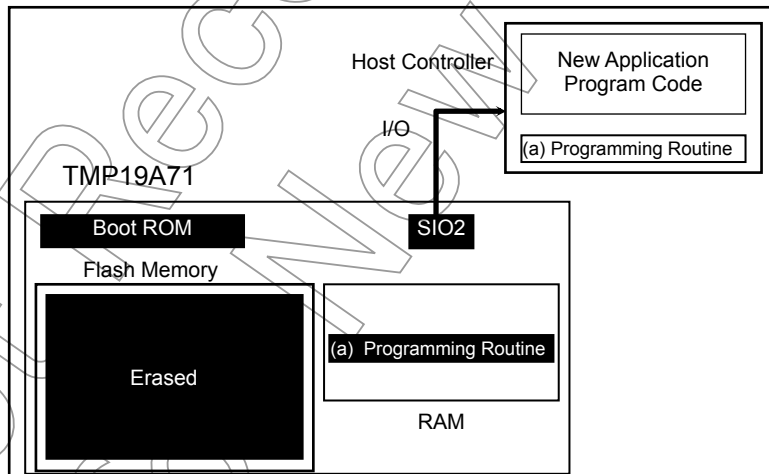 Host Controller
New Application
Program Code
I/O
(a) Programming Routine
TMP19A71
Boot ROM
SIO2
Flash Memory
Erased
(a) Programming Routine
RAM